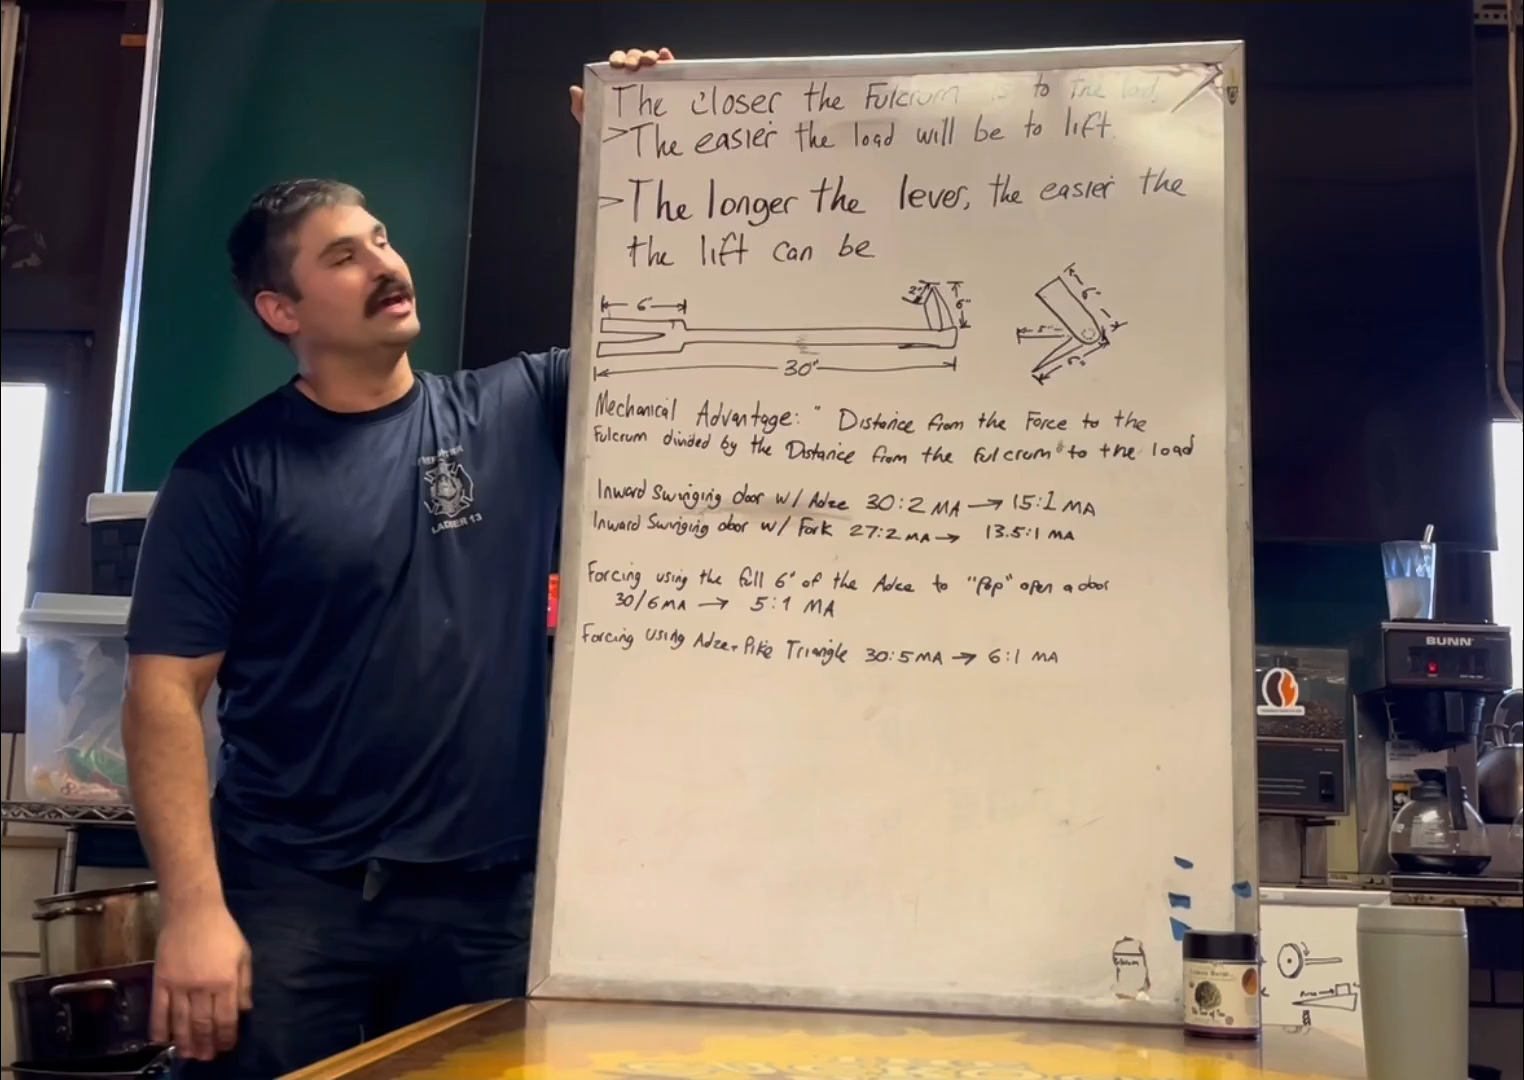 The closer the Fulcrum is to the load,
>The easier the load will be to lift.
>The longer the lever, the easier the
the lift can be
6"
2"
6"
6"
5"
6"
30"
Mechanical Advantage: " Distance from the Force to the
Fulcrum divided by the Distance from the fulcrum" to the load
Inward Swinging door w/ Adze 30:2 MA → 15:1 MA
Inward Swinging door w/ Fork 27:2 MA → 13.5:1 MA
Forcing using the full 6" of the Adze to "Pop" open a door
30/6 MA → 5:1 MA
Forcing using Adze + Pike Triangle 30:5 MA → 6:1 MA
LADDER 13
BUNN